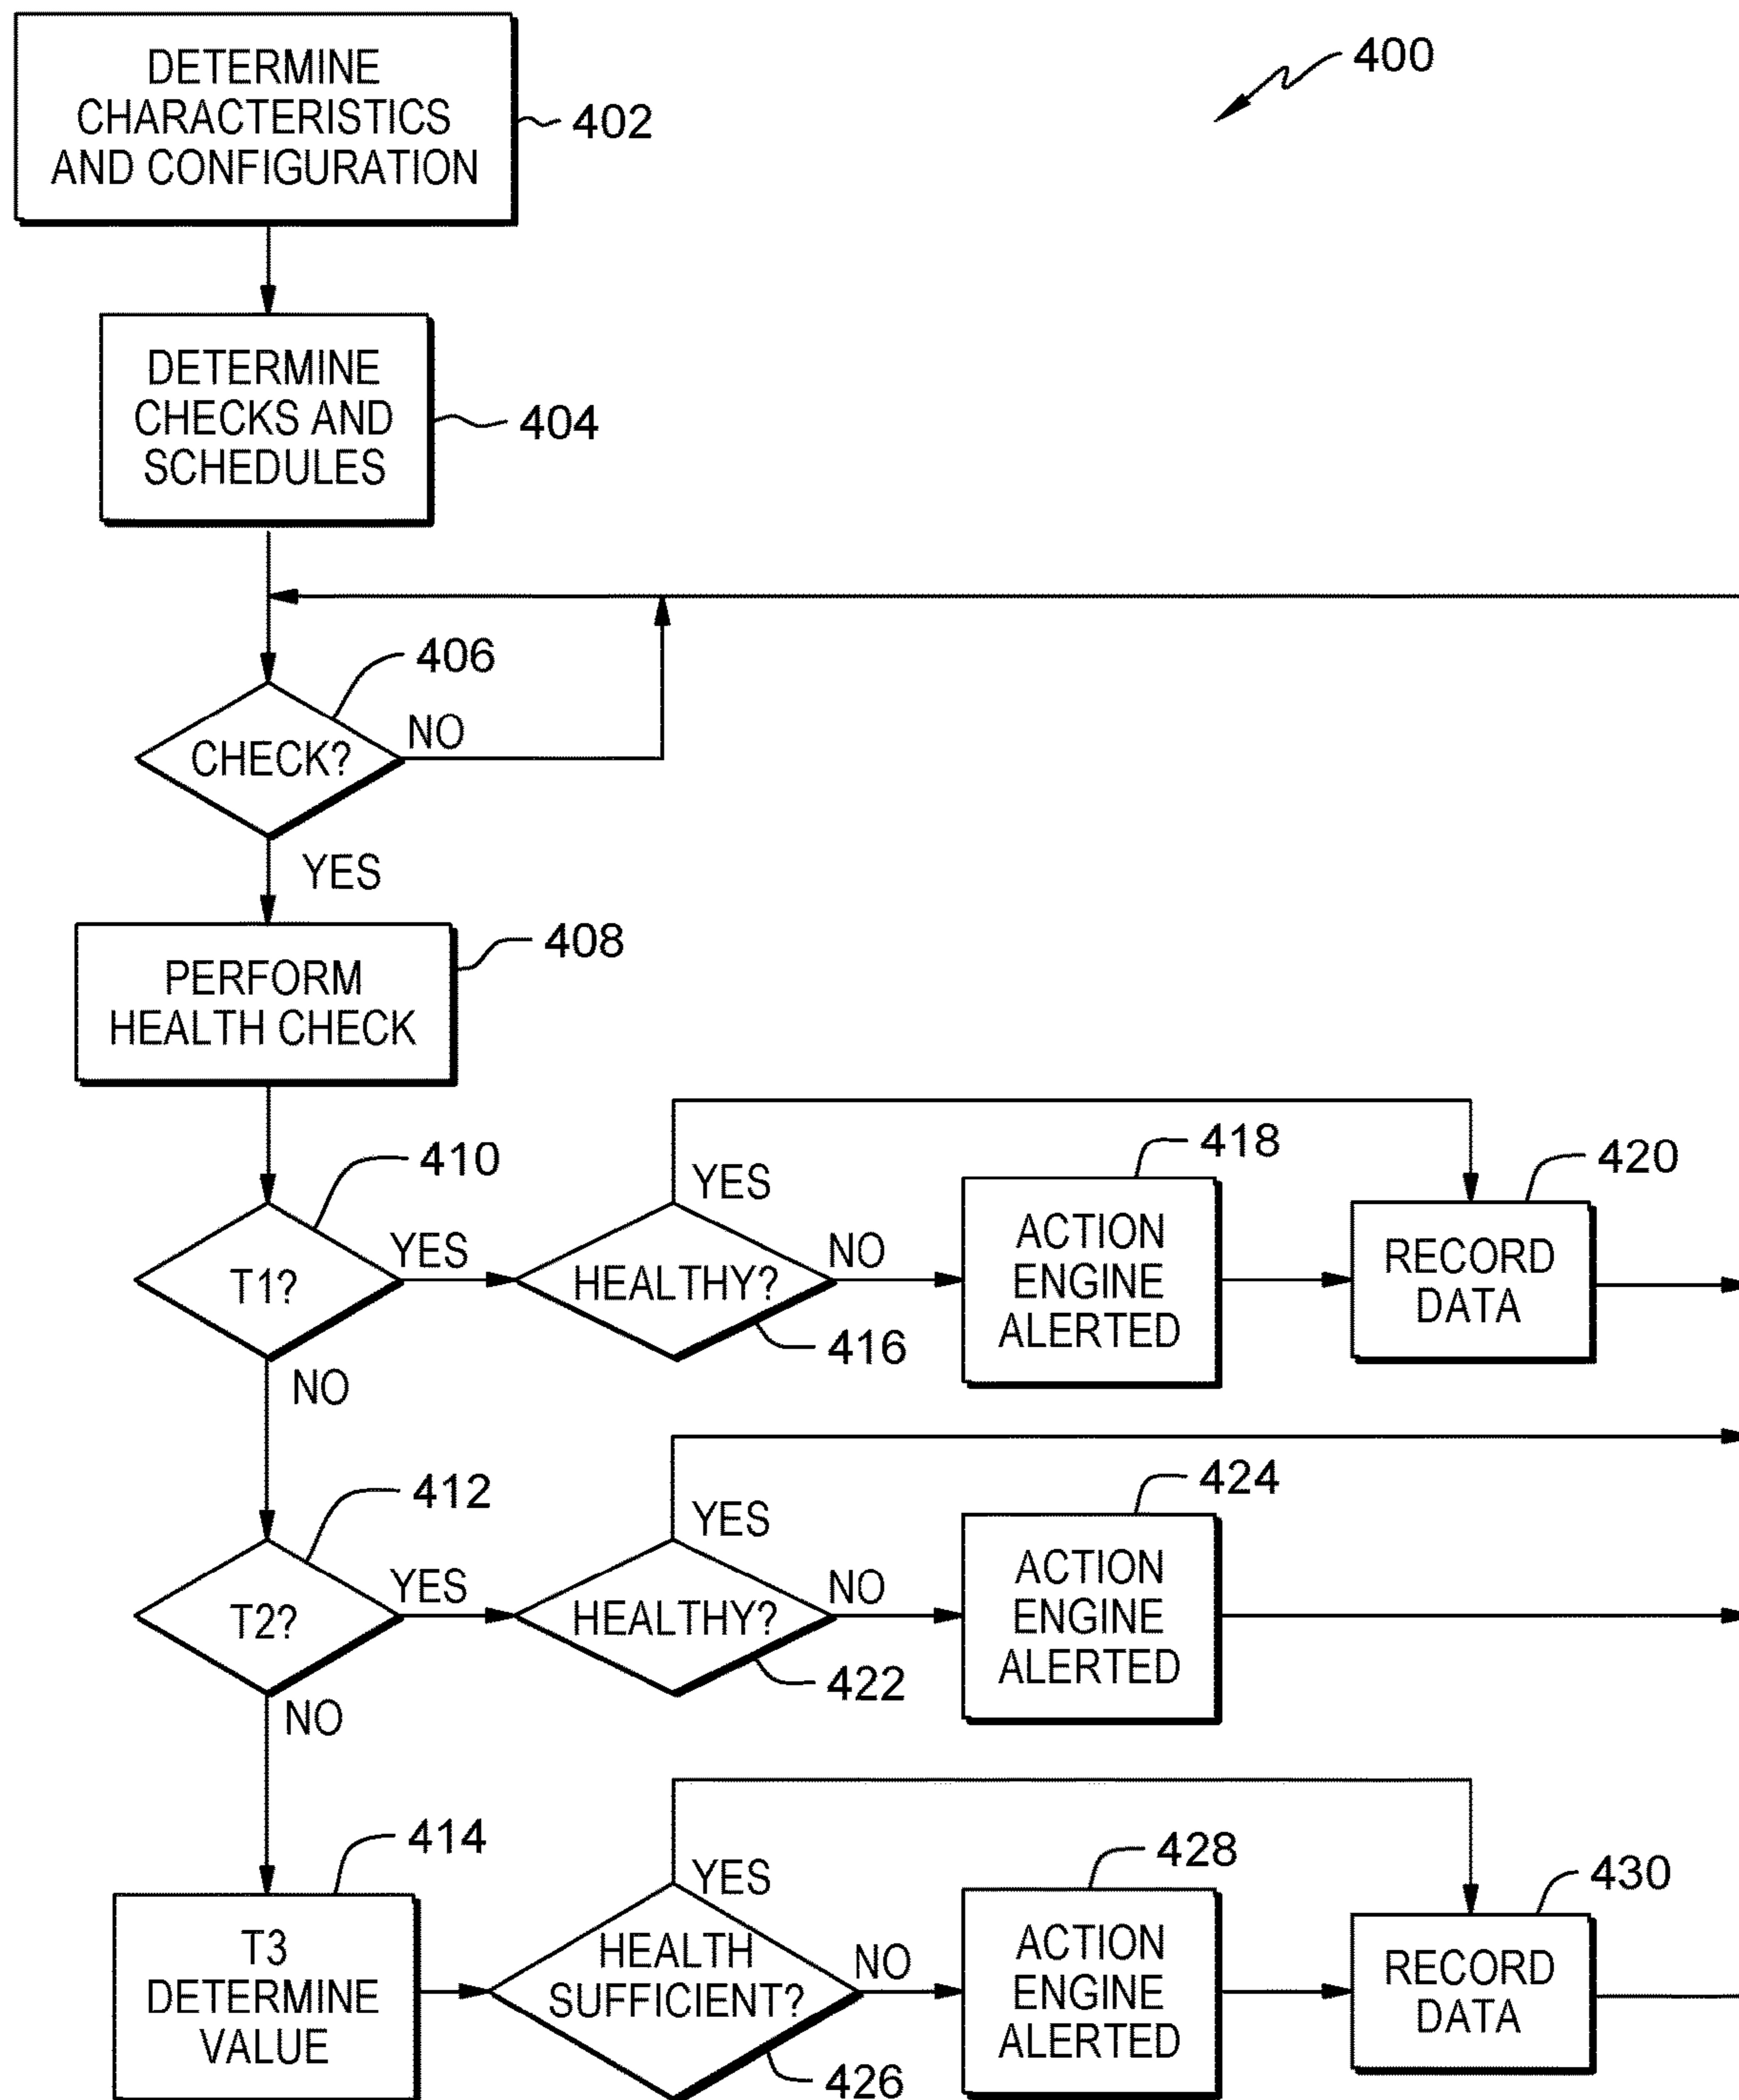 400
DETERMINE
CHARACTERISTICS
AND CONFIGURATION
402
DETERMINE
CHECKS AND
SCHEDULES
404
406
CHECK?
NO
YES
408
PERFORM
HEALTH CHECK
410
T1?
YES
NO
HEALTHY?
416
YES
NO
418
ACTION
ENGINE
ALERTED
420
RECORD
DATA
412
T2?
YES
NO
HEALTHY?
422
YES
NO
424
ACTION
ENGINE
ALERTED
414
T3
DETERMINE
VALUE
HEALTH
SUFFICIENT?
426
YES
NO
428
ACTION
ENGINE
ALERTED
430
RECORD
DATA